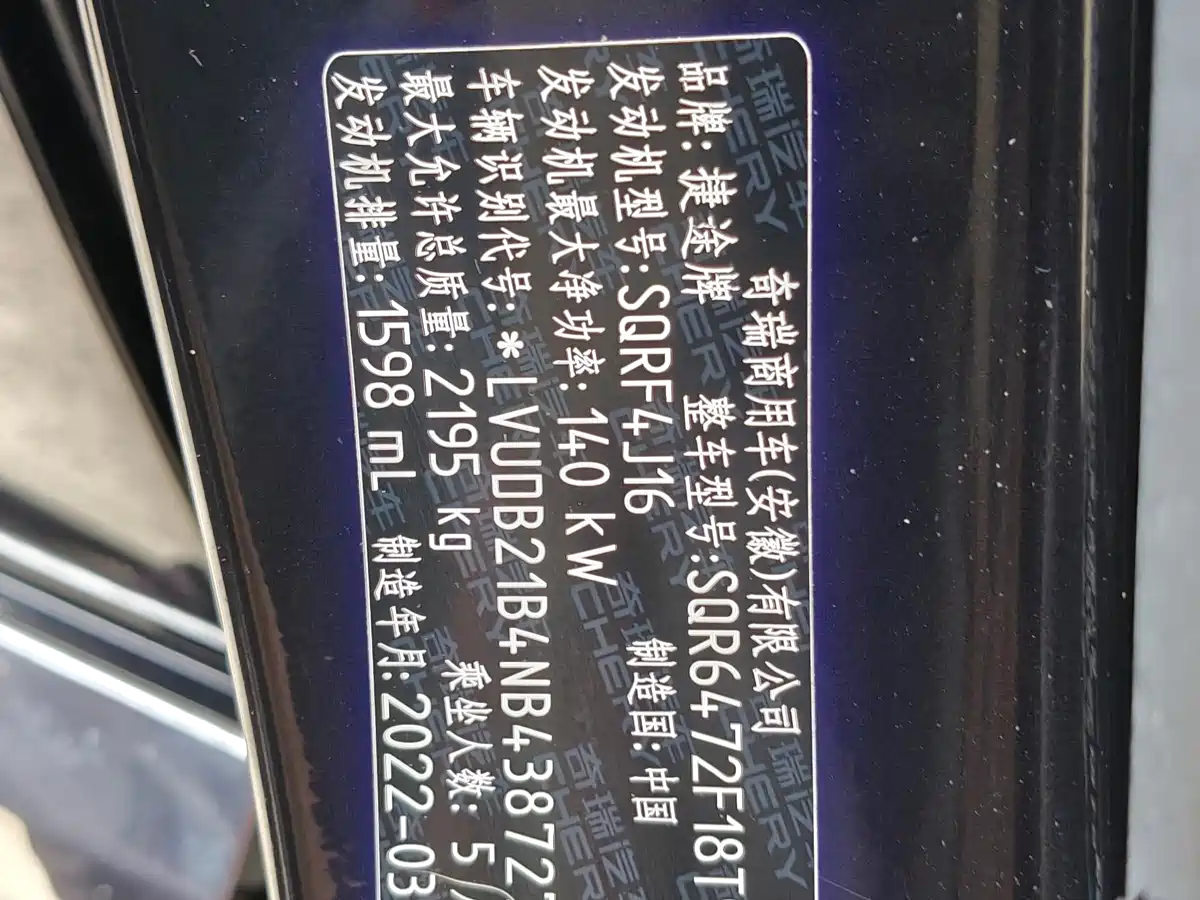 奇瑞商用车(安徽)有限公司
品牌: 捷途牌 整车型号:SQR6472F18T
发动机型号:SQRF4J16 制造国: 中国
发动机最大净功率: 140 kW
车辆识别代号: *LVUDB21B4NB43872
最大允许总质量: 2195 kg 乘坐人数: 5
发动机排量: 1598 mL 制造年月:2022-03